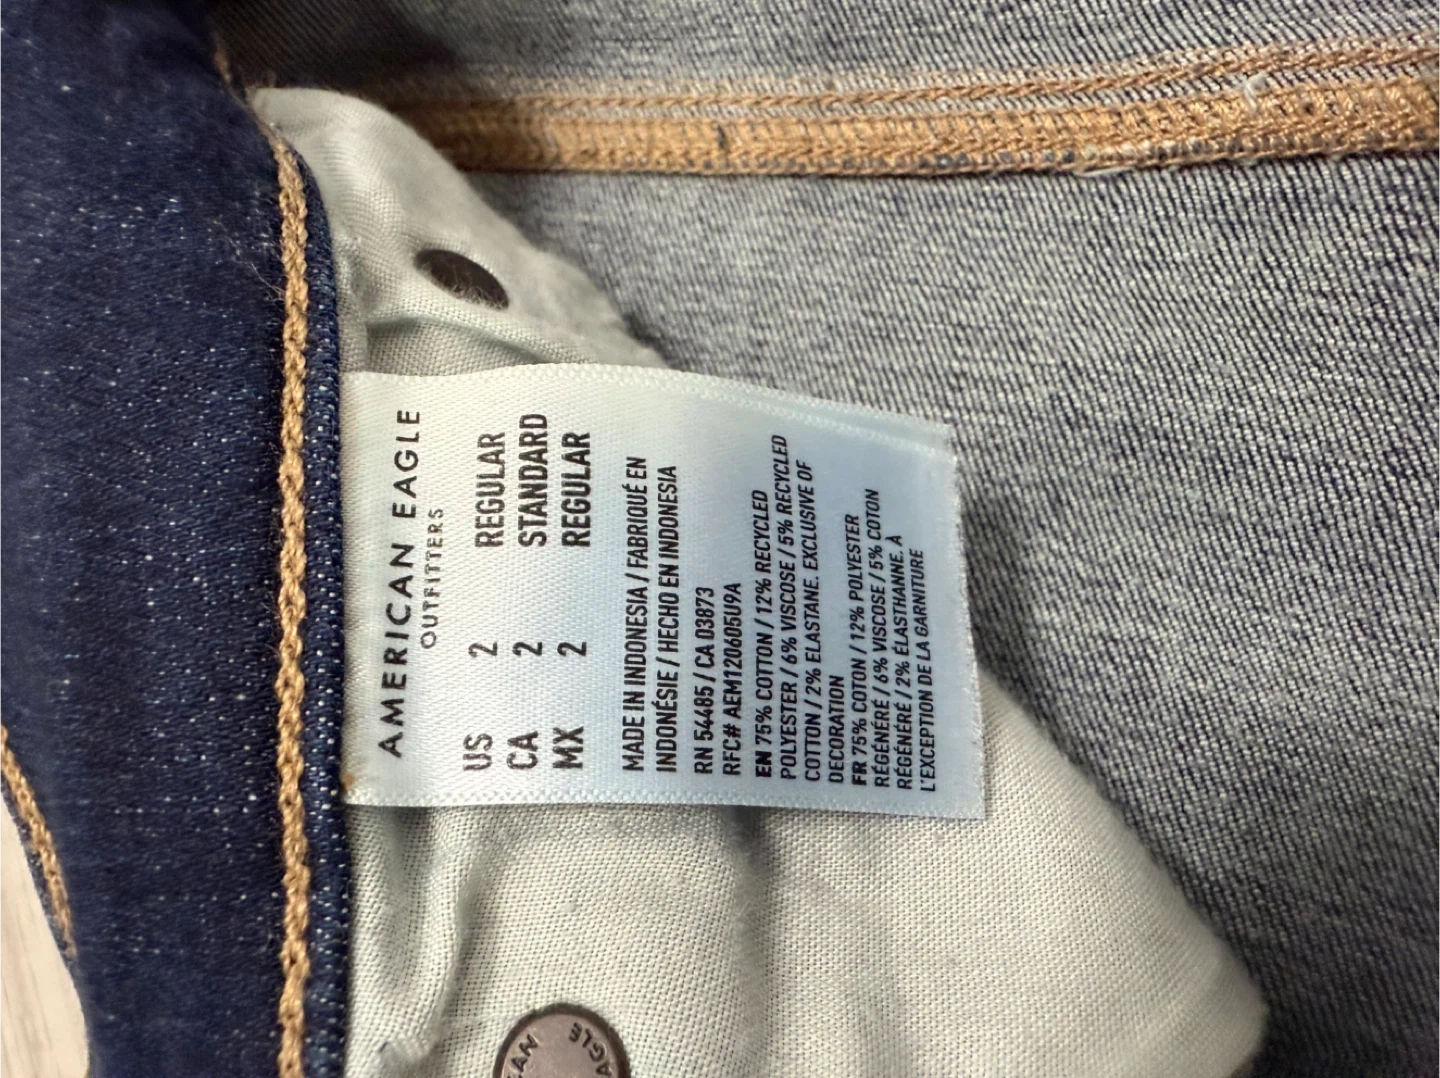 AMERICAN EAGLE
OUTFITTERS
US 2 REGULAR
CA 2 STANDARD
MX 2 REGULAR
MADE IN INDONESIA / FABRIQUÉ EN
INDONÉSIE / HECHO EN INDONESIA
RN 54485 / CA 03873
RFC# AEM120605U9A
EN 75% COTTON / 12% RECYCLED
POLYESTER / 6% VISCOSE / 5% RECYCLED
COTTON / 2% ELASTANE. EXCLUSIVE OF
DECORATION
FR 75% COTON / 12% POLYESTER
RÉGÉNÉRÉ / 6% VISCOSE / 5% COTON
RÉGÉNÉRÉ / 2% ÉLASTHANNE. À
L'EXCEPTION DE LA GARNITURE